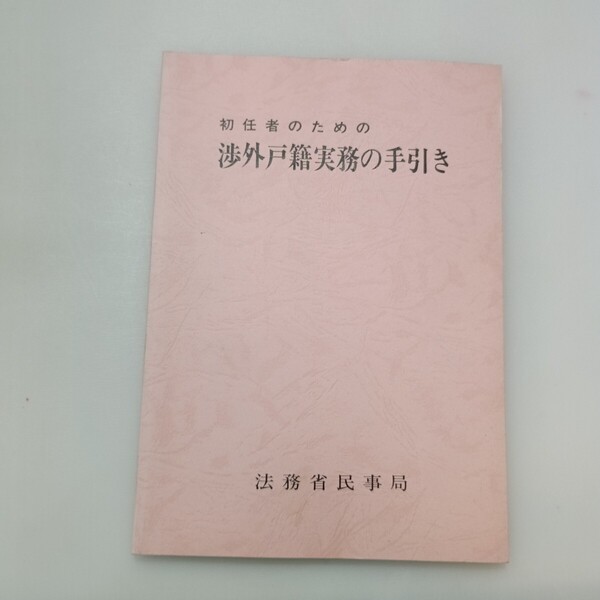 初任者のための
渉外戸籍実務の手引き
法務省民事局